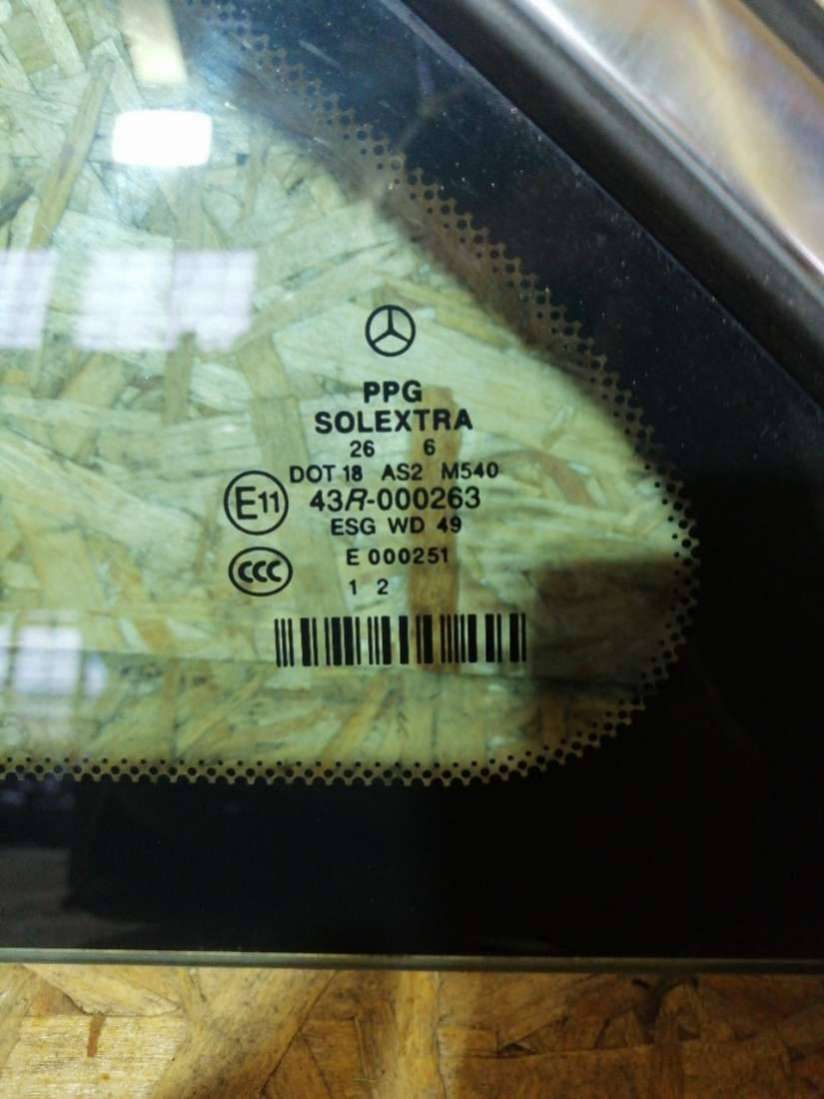 PPG
SOLEXTRA
26 6
DOT 18 AS2 M540
E11 43R-000263
ESG WD 49
CCC E 000251
1 2